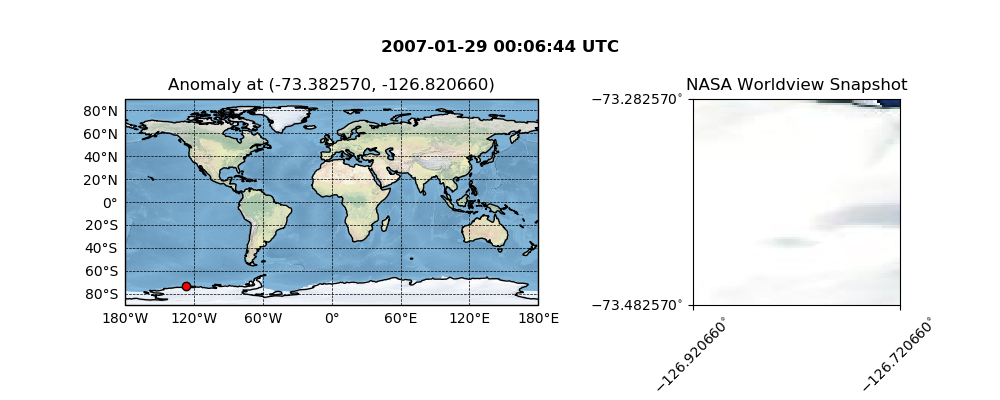 2007-01-29 00:06:44 UTC
Anomaly at (-73.382570, -126.820660)
80°N
60°N
40°N
20°N
0°
20°S
40°S
60°S
80°S
180°W 120°W 60°W 0° 60°E 120°E 180°E
NASA Worldview Snapshot
−73.282570°
−73.482570°
−126.920660°
−126.720660°